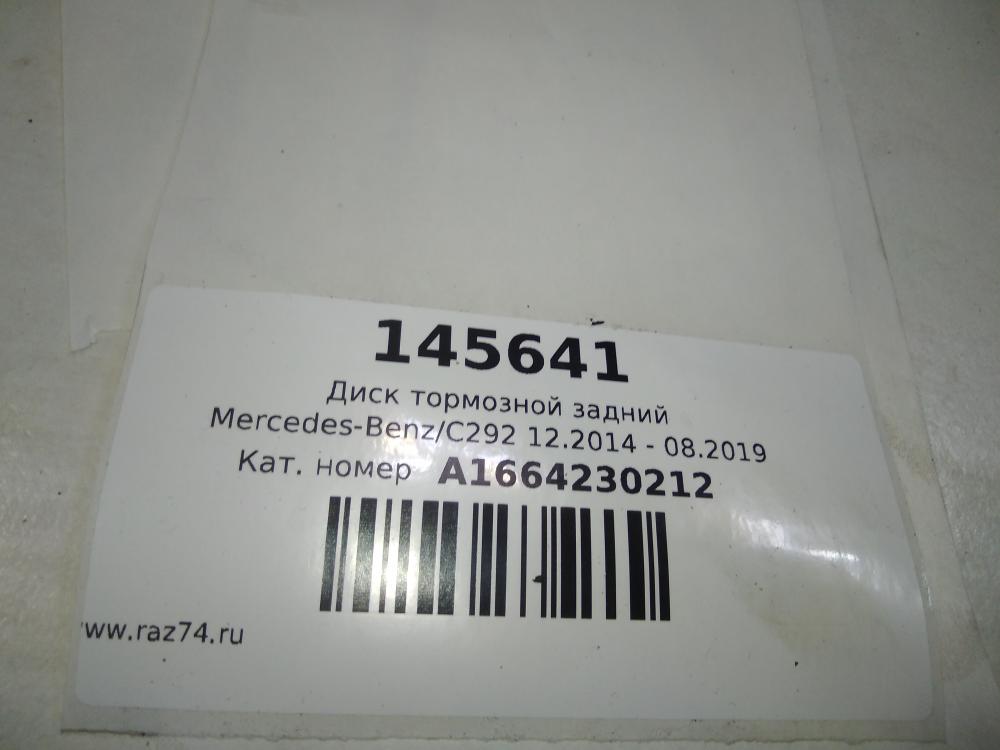 145641
Диск тормозной задний
Mercedes-Benz/C292 12.2014 - 08.2019
Кат. номер A1664230212
www.raz74.ru